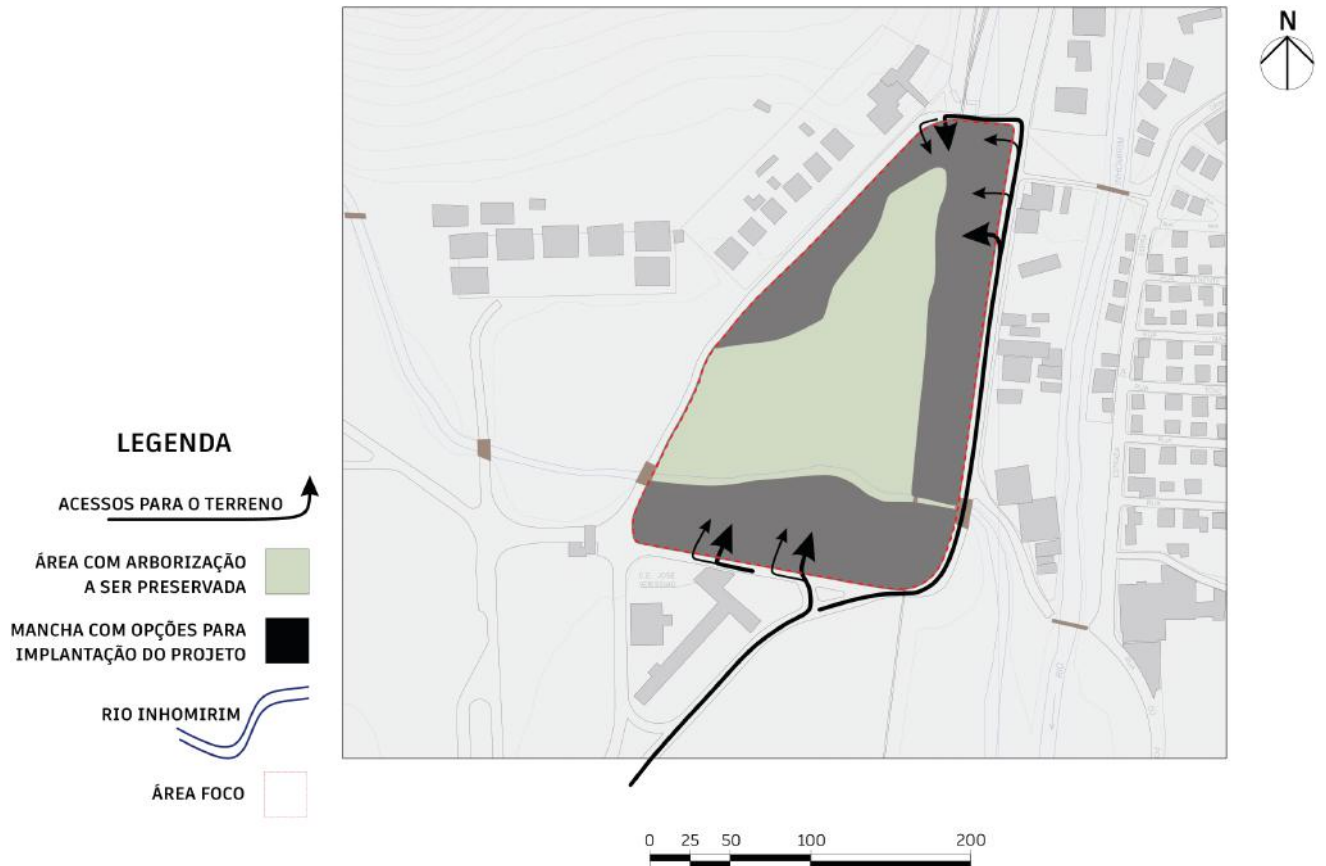 N
LEGENDA
ACESSOS PARA O TERRENO
ÁREA COM ARBORIZAÇÃO
A SER PRESERVADA
MANCHA COM OPÇÕES PARA
IMPLANTAÇÃO DO PROJETO
RIO INHOMIRIM
ÁREA FOCO
RIO
0 25 50 100 200